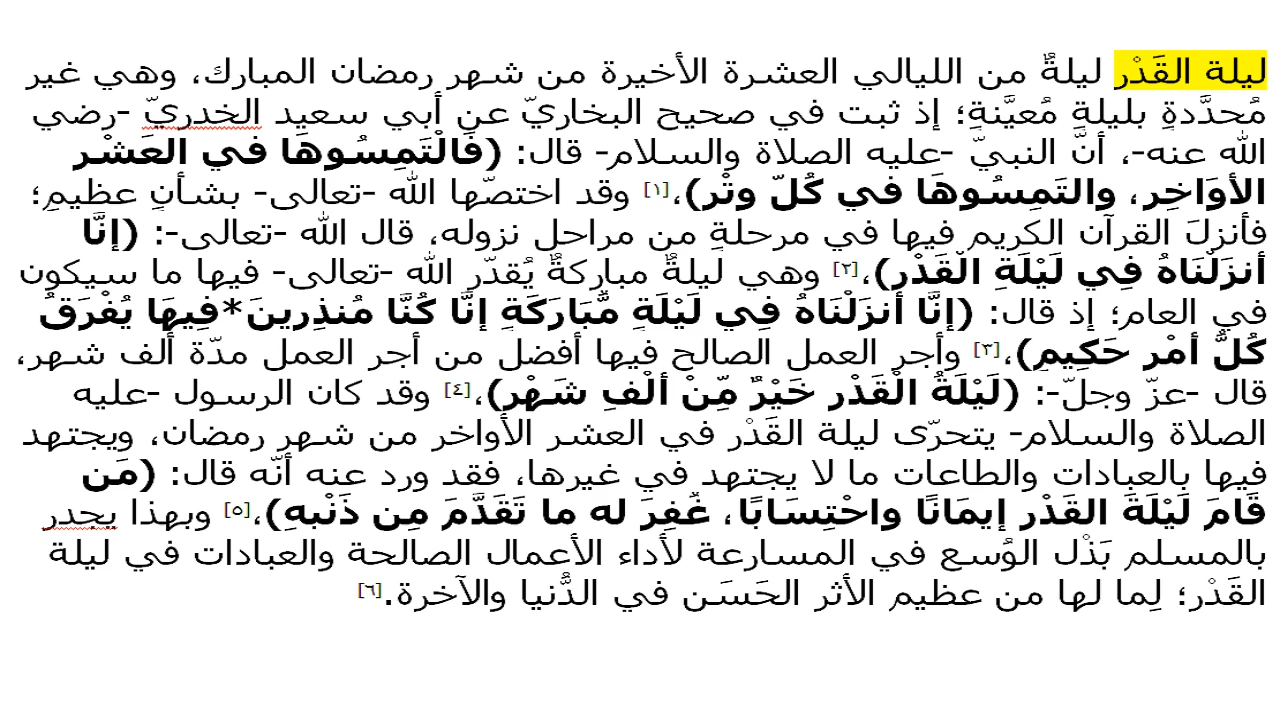 ليلة القَدْر ليلةٌ من الليالي العشرة الأخيرة من شهر رمضان المبارك، وهي غير
مُحدَّدةٍ بليلةٍ مُعيَّنةٍ؛ إذ ثبت في صحيح البخاريّ عن أبي سعيد الخدريّ -رضي
الله عنه-، أنّ النبيّ -عليه الصلاة والسلام- قال: (فَالْتَمِسُوهَا في العَشْرِ
الأوَاخِرِ، والتَمِسُوهَا في كُلِّ وتْرٍ)،[١] وقد اختصّها الله -تعالى- بشأنٍ عظيمٍ؛
فأنزلَ القرآن الكريم فيها في مرحلةٍ من مراحل نزوله، قال الله -تعالى-: (إنَّا
أنزَلْنَاهُ فِي لَيْلَةِ الْقَدْرِ)،[٢] وهي ليلةٌ مباركةٌ يُقدّر الله -تعالى- فيها ما سيكون
في العام؛ إذ قال: (إنَّا أَنزَلْنَاهُ فِي لَيْلَةٍ مُّبَارَكَةٍ إنَّا كُنَّا مُنذِرِينَ*فِيهَا يُفْرَقُ
كُلُّ أَمْرٍ حَكِيمٍ)،[٣] وأجر العمل الصالح فيها أفضل من أجر العمل مدّة ألف شهر،
قال -عزّ وجلّ-: (لَيْلَةُ الْقَدْرِ خَيْرٌ مِّنْ أَلْفِ شَهْرٍ)،[٤] وقد كان الرسول -عليه
الصلاة والسلام- يتحرّى ليلة القَدْر في العشر الأواخر من شهر رمضان، ويجتهد
فيها بالعبادات والطاعات ما لا يجتهد في غيرها، فقد ورد عنه أنّه قال: (مَن
قَامَ لَيْلَةَ القَدْرِ إيمَانًا واحْتِسَابًا، غُفِرَ له ما تَقَدَّمَ مِن ذَنْبِهِ)،[٥] وبهذا يجدر
بالمسلم بَذْل الوُسع في المسارعة لأداء الأعمال الصالحة والعبادات في ليلة
القَدْر؛ لِما لها من عظيم الأثر الحَسَن في الدُّنيا والآخرة.[٦]